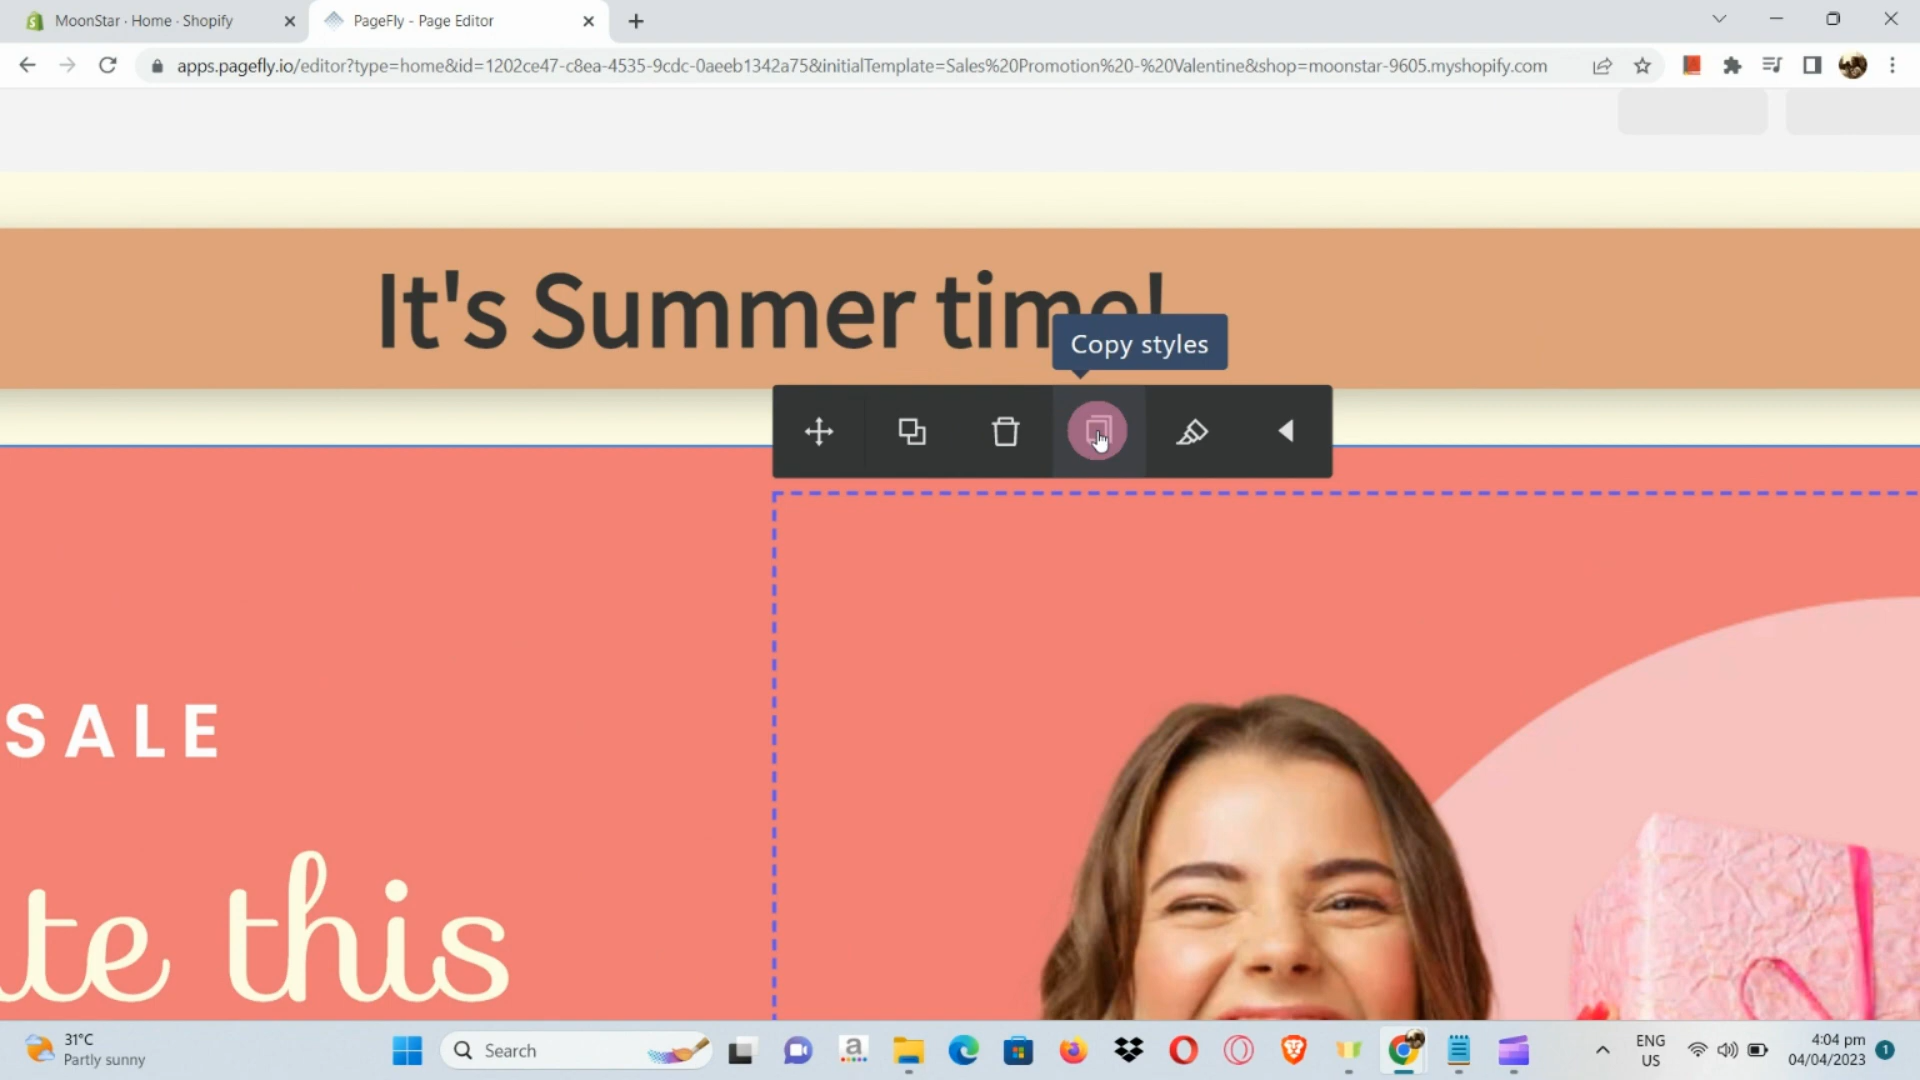 MoonStar · Home · Shopify
PageFly - Page Editor
apps.pagefly.io/editor?type=home&id=1202ce47-c8ea-4535-9cdc-0aeeb1342a75&initialTemplate=Sales%20Promotion%20-%20Valentine&shop=moonstar-9605.myshopify.com
It's Summer time!
Copy styles
SALE
te this
31°C
Partly sunny
Search
ENG
US
4:04 pm
04/04/2023
1